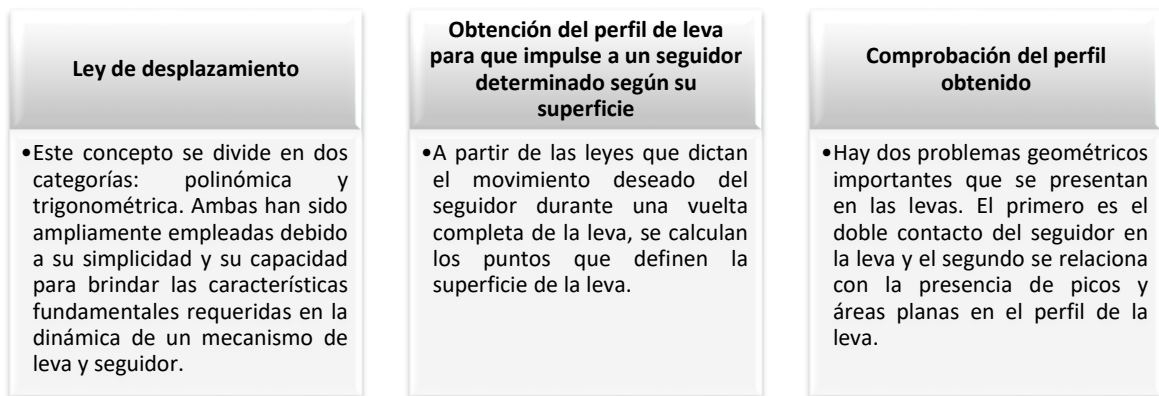 Ley de desplazamiento
•Este concepto se divide en dos
categorías: polinómica y
trigonométrica. Ambas han sido
ampliamente empleadas debido
a su simplicidad y su capacidad
para brindar las características
fundamentales requeridas en la
dinámica de un mecanismo de
leva y seguidor.
Obtención del perfil de leva
para que impulse a un seguidor
determinado según su
superficie
•A partir de las leyes que dictan
el movimiento deseado del
seguidor durante una vuelta
completa de la leva, se calculan
los puntos que definen la
superficie de la leva.
Comprobación del perfil
obtenido
•Hay dos problemas geométricos
importantes que se presentan
en las levas. El primero es el
doble contacto del seguidor en
la leva y el segundo se relaciona
con la presencia de picos y
áreas planas en el perfil de la
leva.